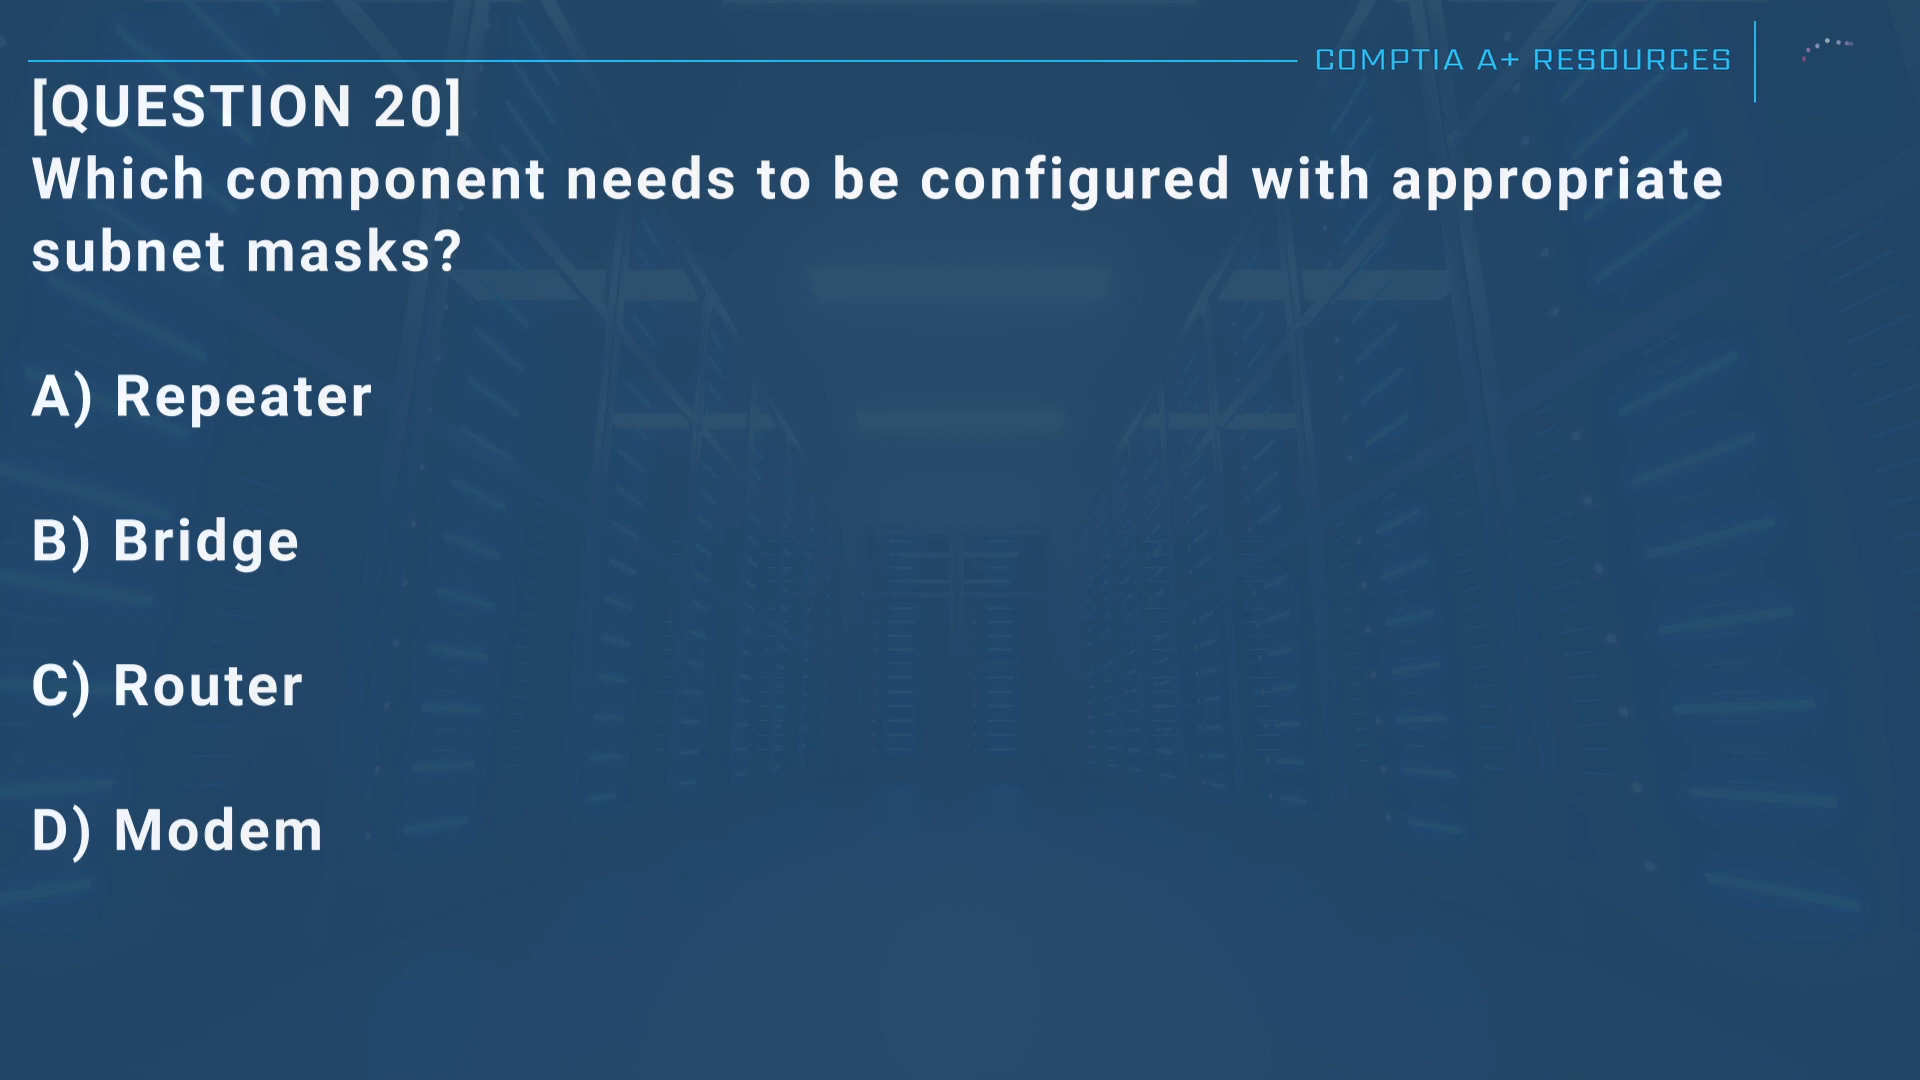 COMPTIA A+ RESOURCES
[QUESTION 20]
Which component needs to be configured with appropriate
subnet masks?
A) Repeater
B) Bridge
C) Router
D) Modem